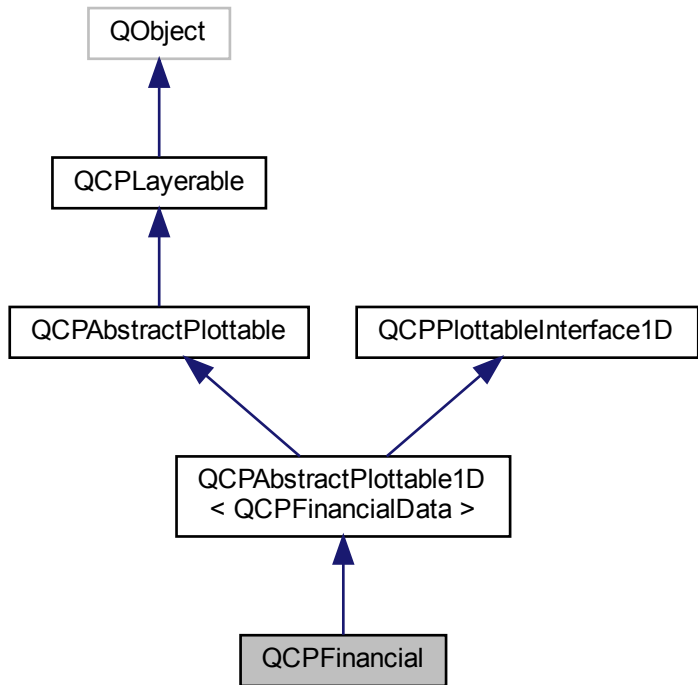 QObject
QCPLayerable
QCPAbstractPlottable
QCPPlottableInterface1D
QCPAbstractPlottable1D
< QCPFinancialData >
QCPFinancial